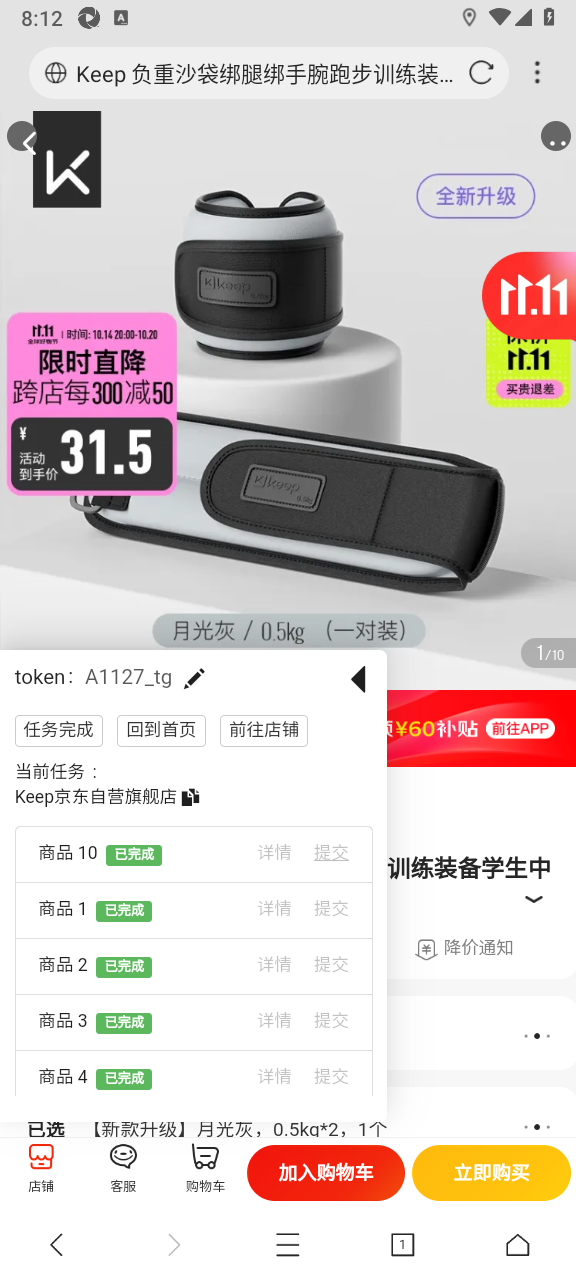 8:12
A
Keep 负重沙袋绑腿绑手腕跑步训练装...
K
全新升级
11.11
11.11
买贵退差
11.11
全球好物节
时间: 10.14 20:00-10.20
限时直降
跨店每300减50
¥
活动
到手价
31.5
keep
keep
月光灰 / 0.5kg （一对装）
1/10
token： A1127_tg
¥60补贴
前往APP
任务完成
回到首页
前往店铺
当前任务：
Keep京东自营旗舰店
商品 10 已完成 详情 提交
训练装备学生中
商品 1 已完成 详情 提交
降价通知
商品 2 已完成 详情 提交
商品 3 已完成 详情 提交
商品 4 已完成 详情 提交
已选 【新款升级】月光灰，0.5kg*2，1个
店铺
客服
购物车
加入购物车
立即购买
1